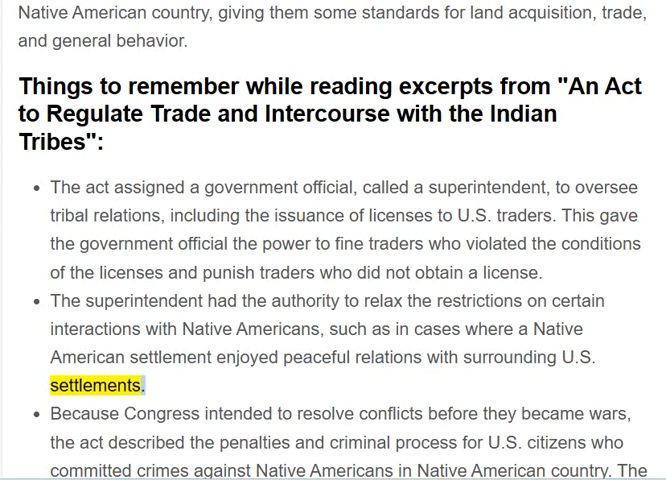 Native American country, giving them some standards for land acquisition, trade,
and general behavior.
Things to remember while reading excerpts from "An Act
to Regulate Trade and Intercourse with the Indian
Tribes":
• The act assigned a government official, called a superintendent, to oversee
tribal relations, including the issuance of licenses to U.S. traders. This gave
the government official the power to fine traders who violated the conditions
of the licenses and punish traders who did not obtain a license.
• The superintendent had the authority to relax the restrictions on certain
interactions with Native Americans, such as in cases where a Native
American settlement enjoyed peaceful relations with surrounding U.S.
settlements.
• Because Congress intended to resolve conflicts before they became wars,
the act described the penalties and criminal process for U.S. citizens who
committed crimes against Native Americans in Native American country. The